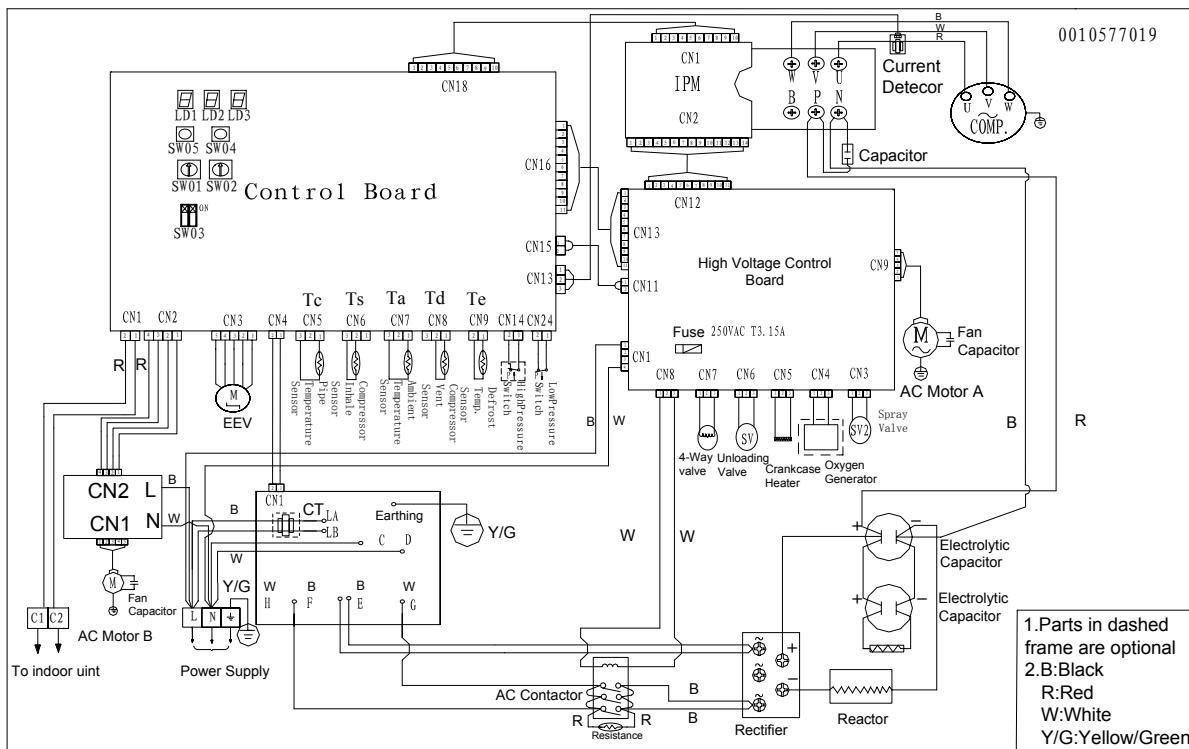 0010577019
B
W
R
CN18
CN1
IPM
CN2
W V U
B P N
Current
Detecor
U V W
COMP.
Capacitor
LD1 LD2 LD3
SW05 SW04
SW01 SW02
ON
SW03
Control Board
CN16
CN15
CN13
CN12
CN13
CN11
CN9
High Voltage Control
Board
Fuse 250VAC T3.15A
CN1
CN8 CN7 CN6 CN5 CN4 CN3
M
Fan
Capacitor
AC Motor A
Tc Ts Ta Td Te
CN1 CN2 CN3 CN4 CN5 CN6 CN7 CN8 CN9 CN14 CN24
R R
M
EEV
Pipe
Temperature
Sensor
Compressor
Inhale
Sensor
Ambient
Temperature
Sensor
Compressor
Vent
Sensor
Defrost
Temp.
Sensor
HighPressure
Switch
LowPressure
Switch
B W
4-Way
valve
SV
Unloading
Valve
Crankcase
Heater
Oxygen
Generator
SV2
Spray
Valve
B
R
CN2 L
CN1 N
B
W
M
Fan
Capacitor
AC Motor B
CN1
CT
LA
LB
Earthing
Y/G
B
W
C D
W B B W
H F E G
Y/G
L N
C1 C2
To indoor uint
Power Supply
W W
AC Contactor
R R
Resistance
B
B
+
−
Rectifier
Reactor
+ −
Electrolytic
Capacitor
+ −
Electrolytic
Capacitor
1.Parts in dashed
frame are optional
2.B:Black
R:Red
W:White
Y/G:Yellow/Green